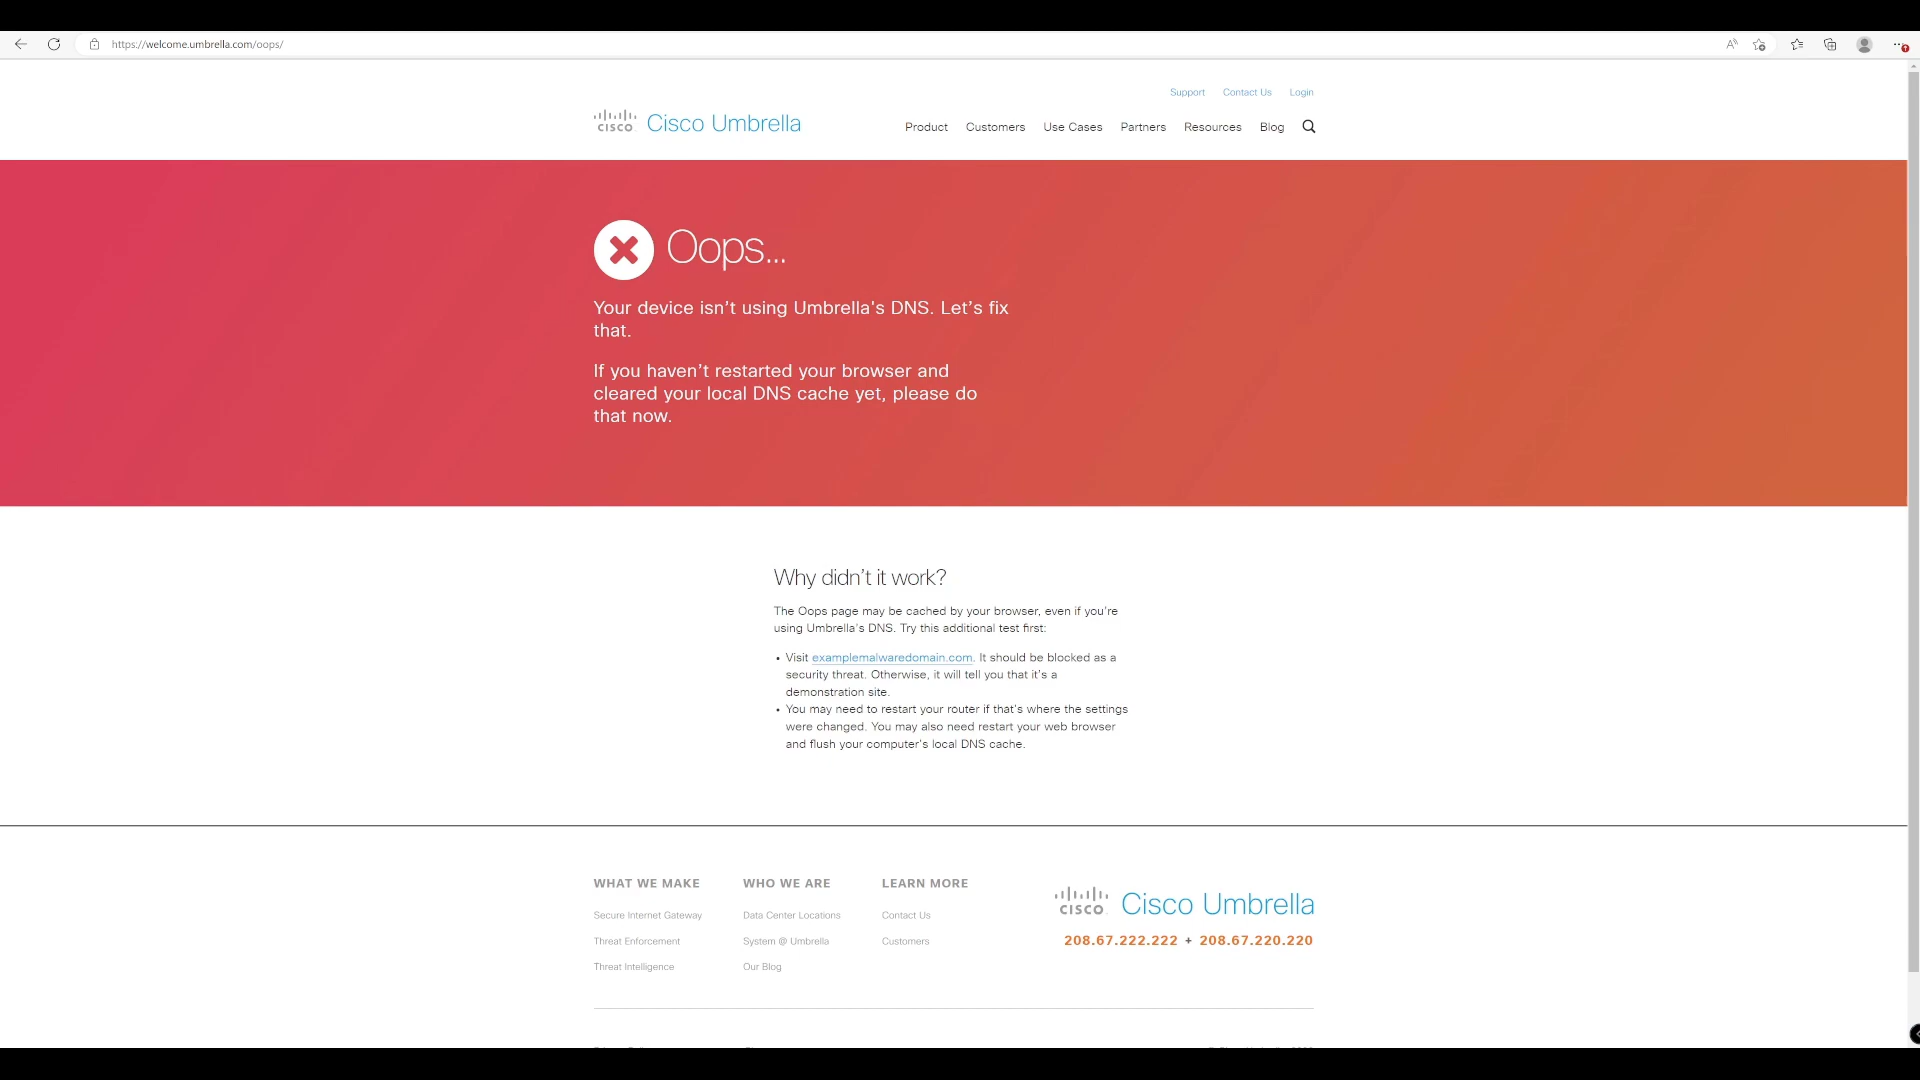 https://welcome.umbrella.com/oops/
Support Contact Us Login
CISCO Cisco Umbrella
Product Customers Use Cases Partners Resources Blog
Oops...
Your device isn't using Umbrella's DNS. Let's fix
that.
If you haven't restarted your browser and
cleared your local DNS cache yet, please do
that now.
Why didn't it work?
The Oops page may be cached by your browser, even if you're
using Umbrella's DNS. Try this additional test first:
• Visit examplemalwaredomain.com. It should be blocked as a
security threat. Otherwise, it will tell you that it's a
demonstration site.
• You may need to restart your router if that's where the settings
were changed. You may also need restart your web browser
and flush your computer's local DNS cache.
WHAT WE MAKE
Secure Internet Gateway
Threat Enforcement
Threat Intelligence
WHO WE ARE
Data Center Locations
System @ Umbrella
Our Blog
LEARN MORE
Contact Us
Customers
CISCO Cisco Umbrella
208.67.222.222 + 208.67.220.220